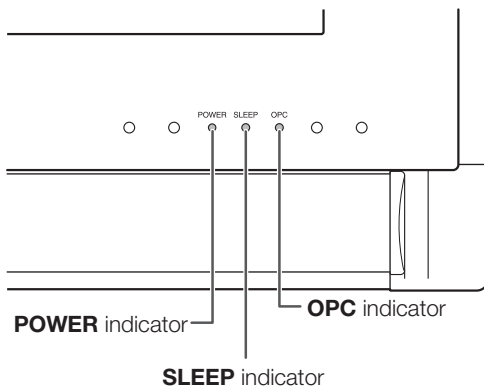 POWER SLEEP OPC
POWER indicator
OPC indicator
SLEEP indicator